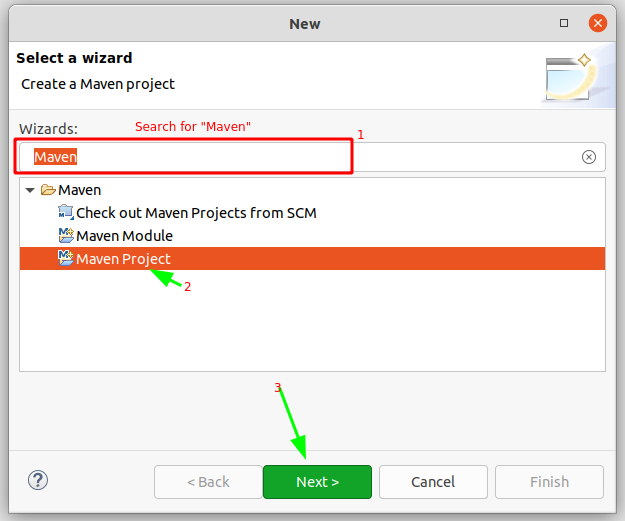 New
Select a wizard
Create a Maven project
Wizards:
Search for "Maven"
1
Maven
Maven
Check out Maven Projects from SCM
Maven Module
Maven Project
2
3
?
< Back
Next >
Cancel
Finish